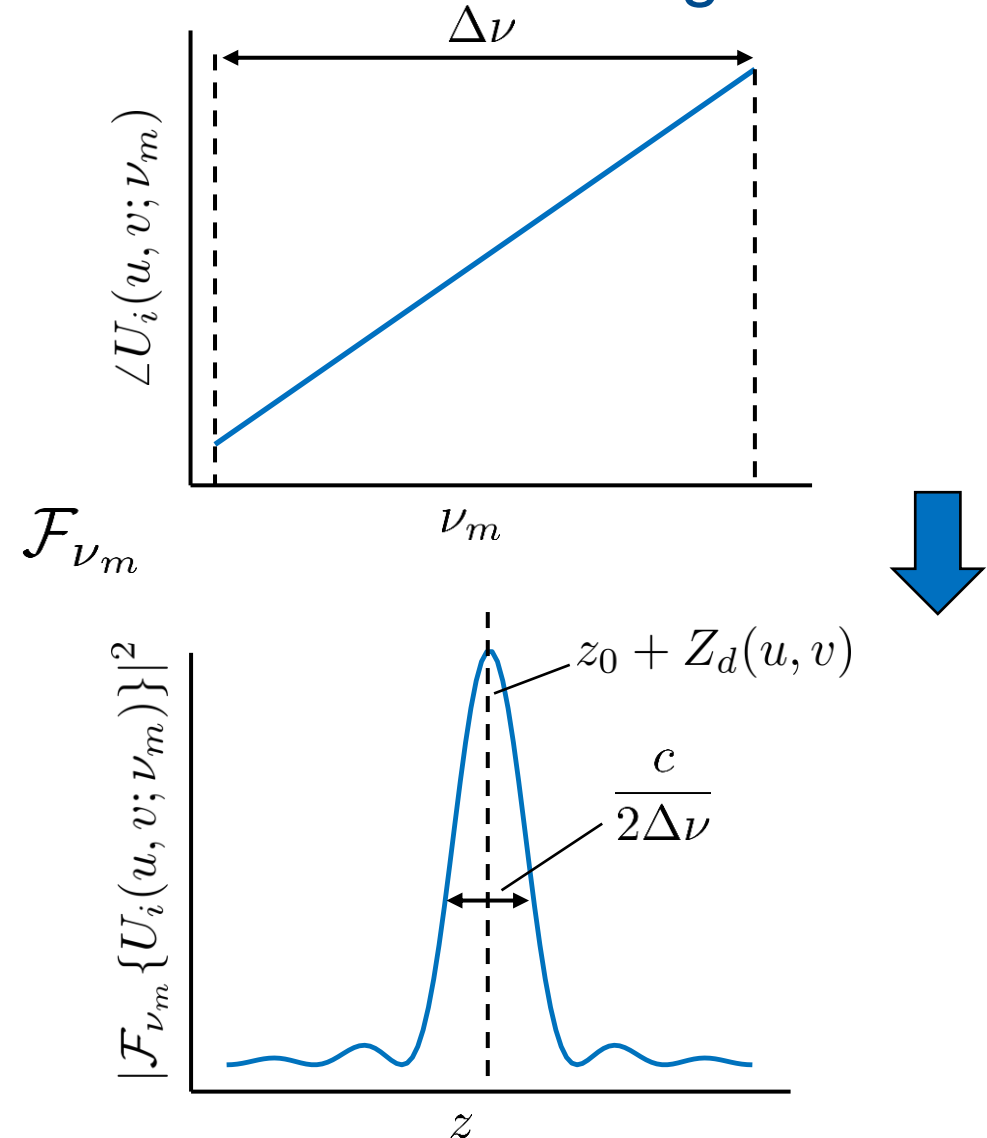 Δν
∠U_i(u, v; ν_m)
ν_m
𝓕_{ν_m}
z_0 + Z_d(u, v)
c
2Δν
|𝓕_{ν_m}{U_i(u, v; ν_m)}|^2
z